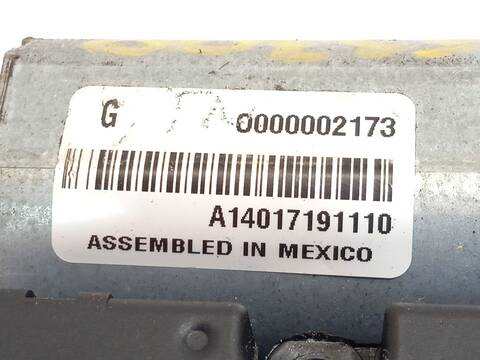 G 0000002173
A14017191110
ASSEMBLED IN MEXICO